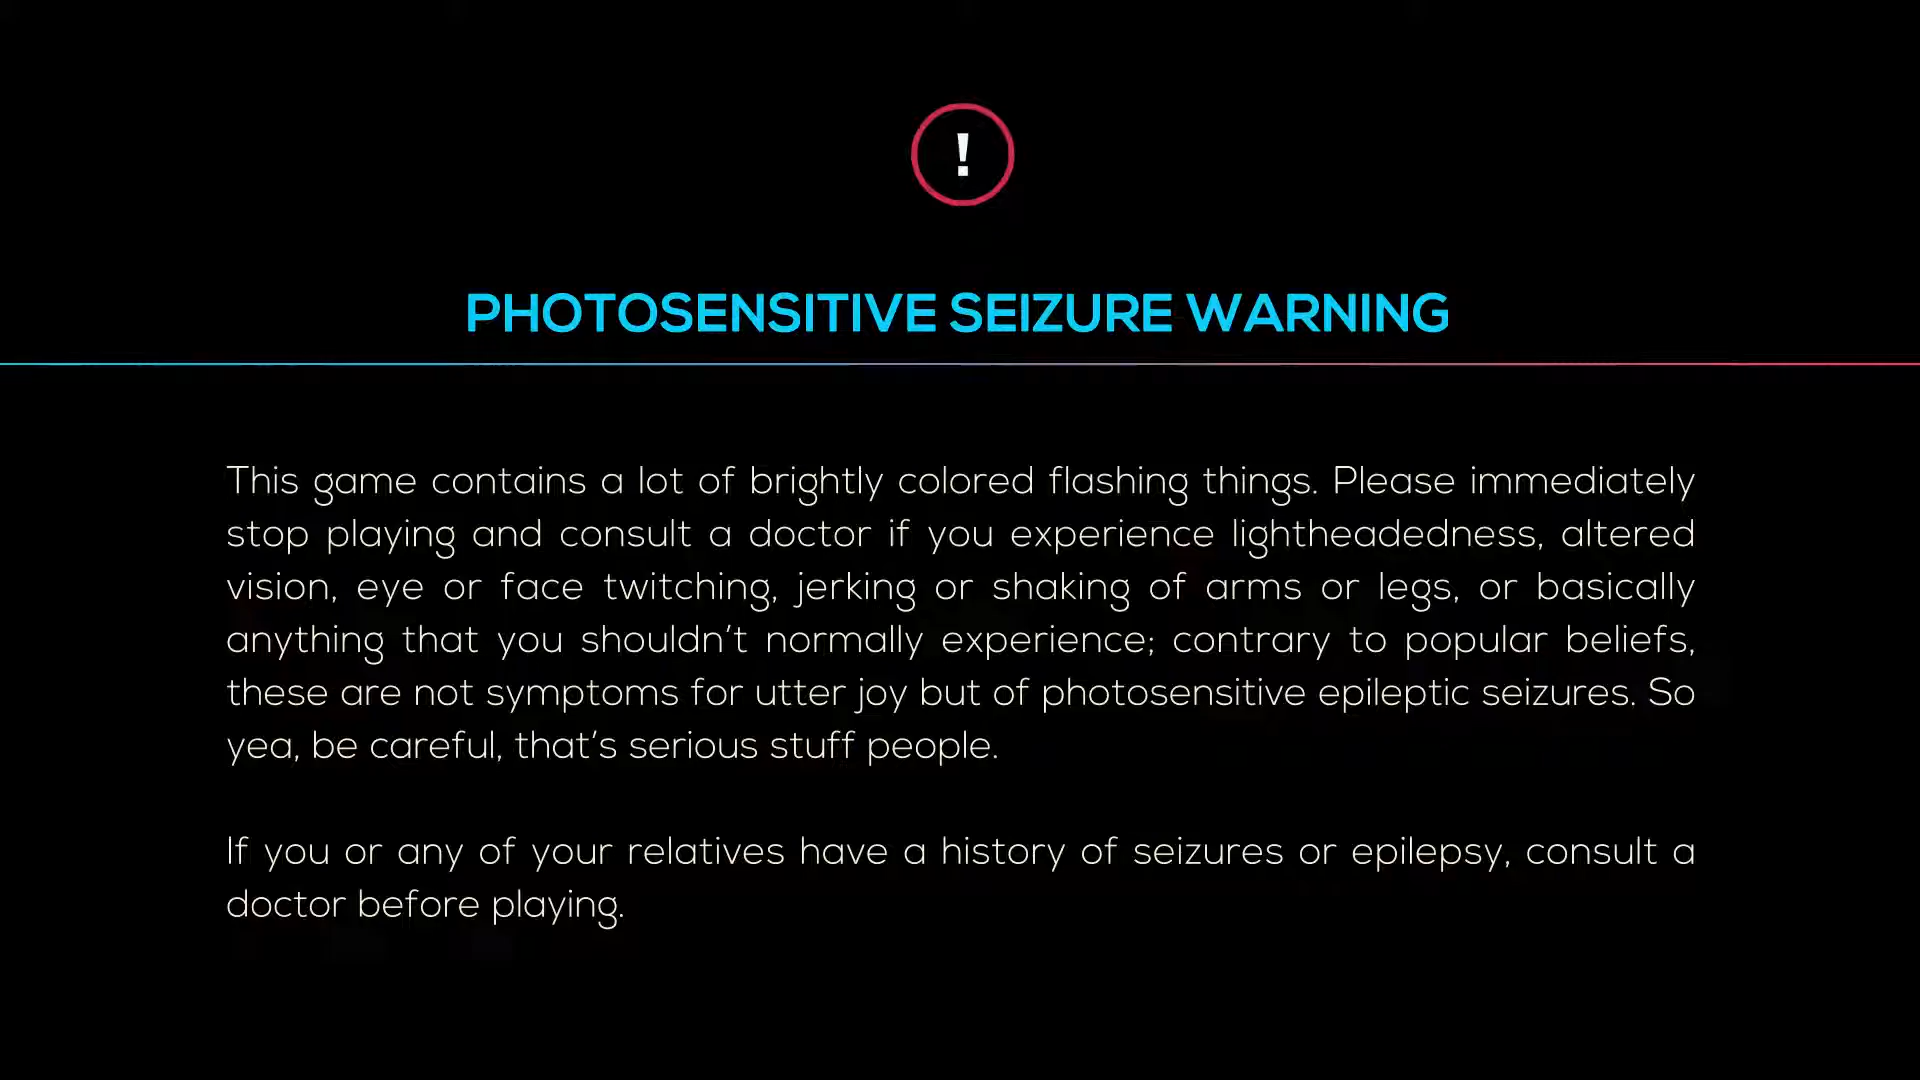 !
PHOTOSENSITIVE SEIZURE WARNING
This game contains a lot of brightly colored flashing things. Please immediately
stop playing and consult a doctor if you experience lightheadedness, altered
vision, eye or face twitching, jerking or shaking of arms or legs, or basically
anything that you shouldn't normally experience; contrary to popular beliefs,
these are not symptoms for utter joy but of photosensitive epileptic seizures. So
yea, be careful, that's serious stuff people.
If you or any of your relatives have a history of seizures or epilepsy, consult a
doctor before playing.